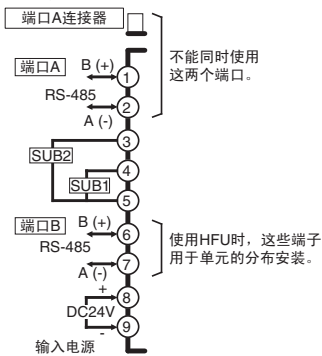 端口A连接器
不能同时使用
这两个端口。
端口A B (+)
1
RS-485
2
A (-)
3
SUB2
4
SUB1
5
端口B B (+)
6
使用HFU时，这些端子
用于单元的分布安装。
RS-485
7
A (-)
+
8
DC24V
9
-
输入电源